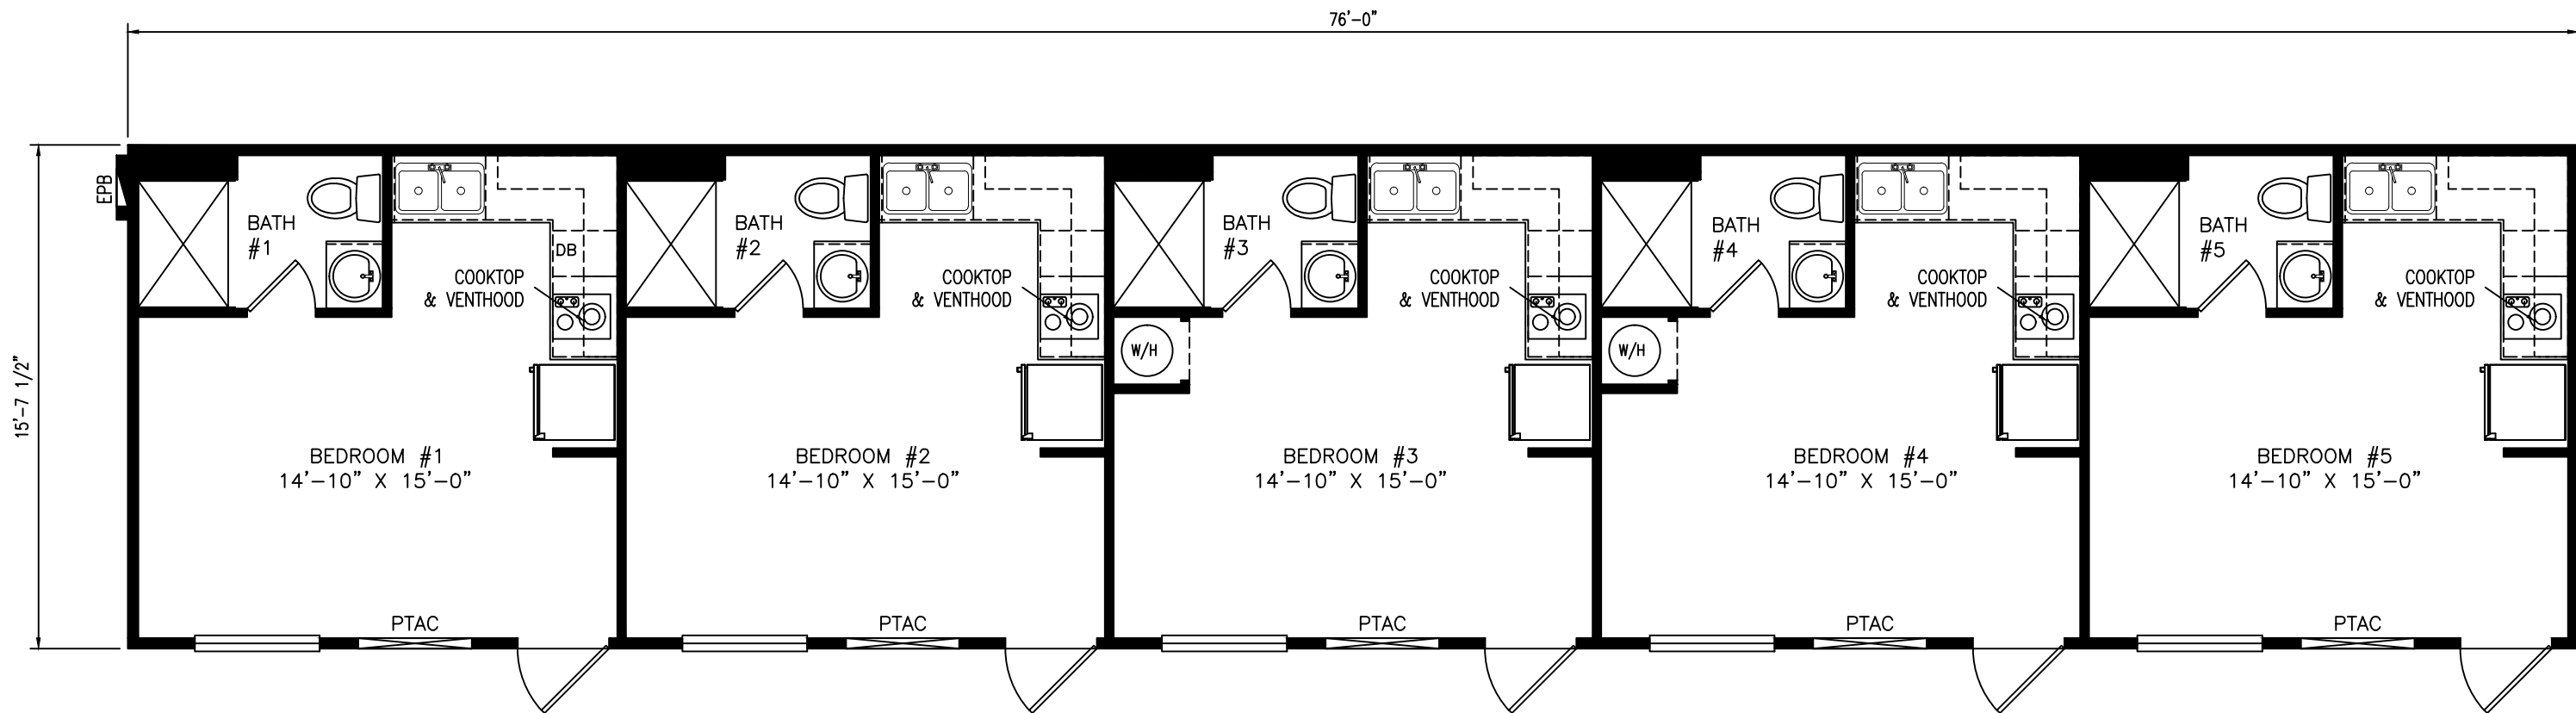 76'-0"
15'-7 1/2"
EPB
BATH
#1
DB
COOKTOP
& VENTHOOD
BEDROOM #1
14'-10" X 15'-0"
PTAC
BATH
#2
COOKTOP
& VENTHOOD
BEDROOM #2
14'-10" X 15'-0"
PTAC
BATH
#3
COOKTOP
& VENTHOOD
W/H
BEDROOM #3
14'-10" X 15'-0"
PTAC
BATH
#4
COOKTOP
& VENTHOOD
W/H
BEDROOM #4
14'-10" X 15'-0"
PTAC
BATH
#5
COOKTOP
& VENTHOOD
BEDROOM #5
14'-10" X 15'-0"
PTAC